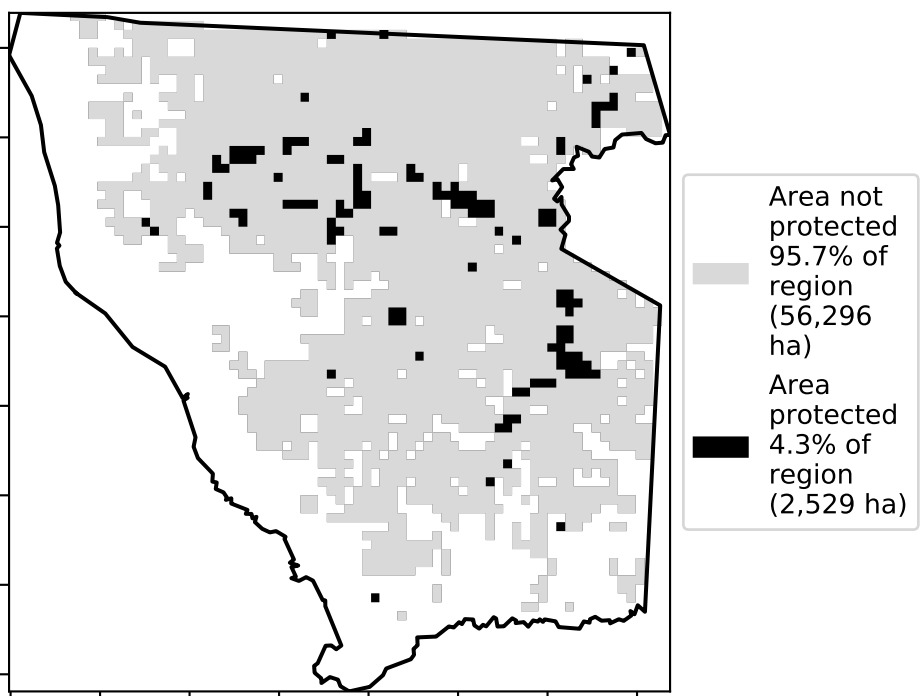 Area not
protected
95.7% of
region
(56,296
ha)
Area
protected
4.3% of
region
(2,529 ha)